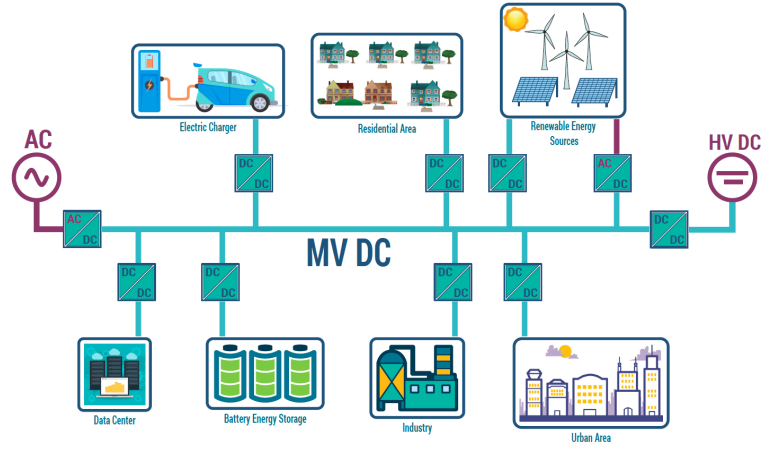 Electric Charger
Residential Area
Renewable Energy
Sources
AC
HV DC
DC
DC
DC
DC
DC
DC
AC
DC
AC
DC
DC
DC
MV DC
DC
DC
DC
DC
DC
DC
DC
DC
Data Center
Battery Energy Storage
Industry
Urban Area